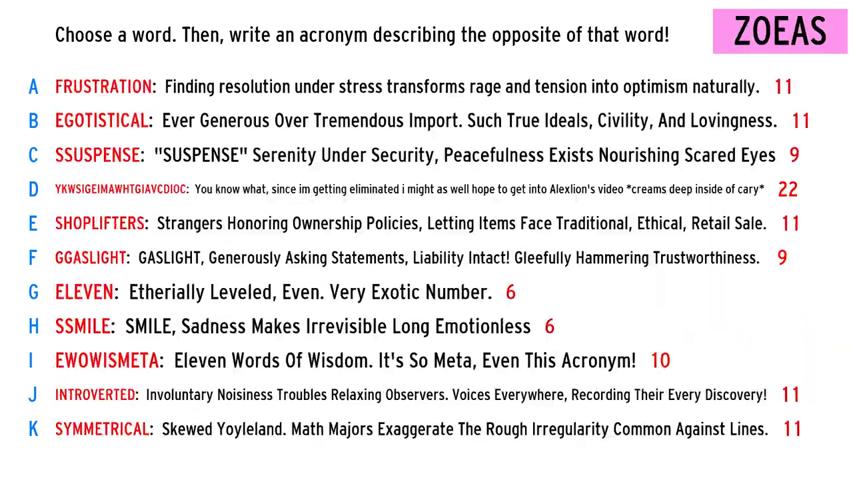 Choose a word. Then, write an acronym describing the opposite of that word!
ZOEAS
A FRUSTRATION: Finding resolution under stress transforms rage and tension into optimism naturally. 11
B EGOTISTICAL: Ever Generous Over Tremendous Import. Such True Ideals, Civility, And Lovingness. 11
C SSUSPENSE: "SUSPENSE" Serenity Under Security, Peacefulness Exists Nourishing Scared Eyes 9
D YKWSIGEIMAWHTGIAVCDIOC: You know what, since im getting eliminated i might as well hope to get into Alexlion's video *creams deep inside of cary* 22
E SHOPLIFTERS: Strangers Honoring Ownership Policies, Letting Items Face Traditional, Ethical, Retail Sale. 11
F GGASLIGHT: GASLIGHT, Generously Asking Statements, Liability Intact! Gleefully Hammering Trustworthiness. 9
G ELEVEN: Etherially Leveled, Even. Very Exotic Number. 6
H SSMILE: SMILE, Sadness Makes Irrevisible Long Emotionless 6
I EWOWISMETA: Eleven Words Of Wisdom. It's So Meta, Even This Acronym! 10
J INTROVERTED: Involuntary Noisiness Troubles Relaxing Observers. Voices Everywhere, Recording Their Every Discovery! 11
K SYMMETRICAL: Skewed Yoyleland. Math Majors Exaggerate The Rough Irregularity Common Against Lines. 11